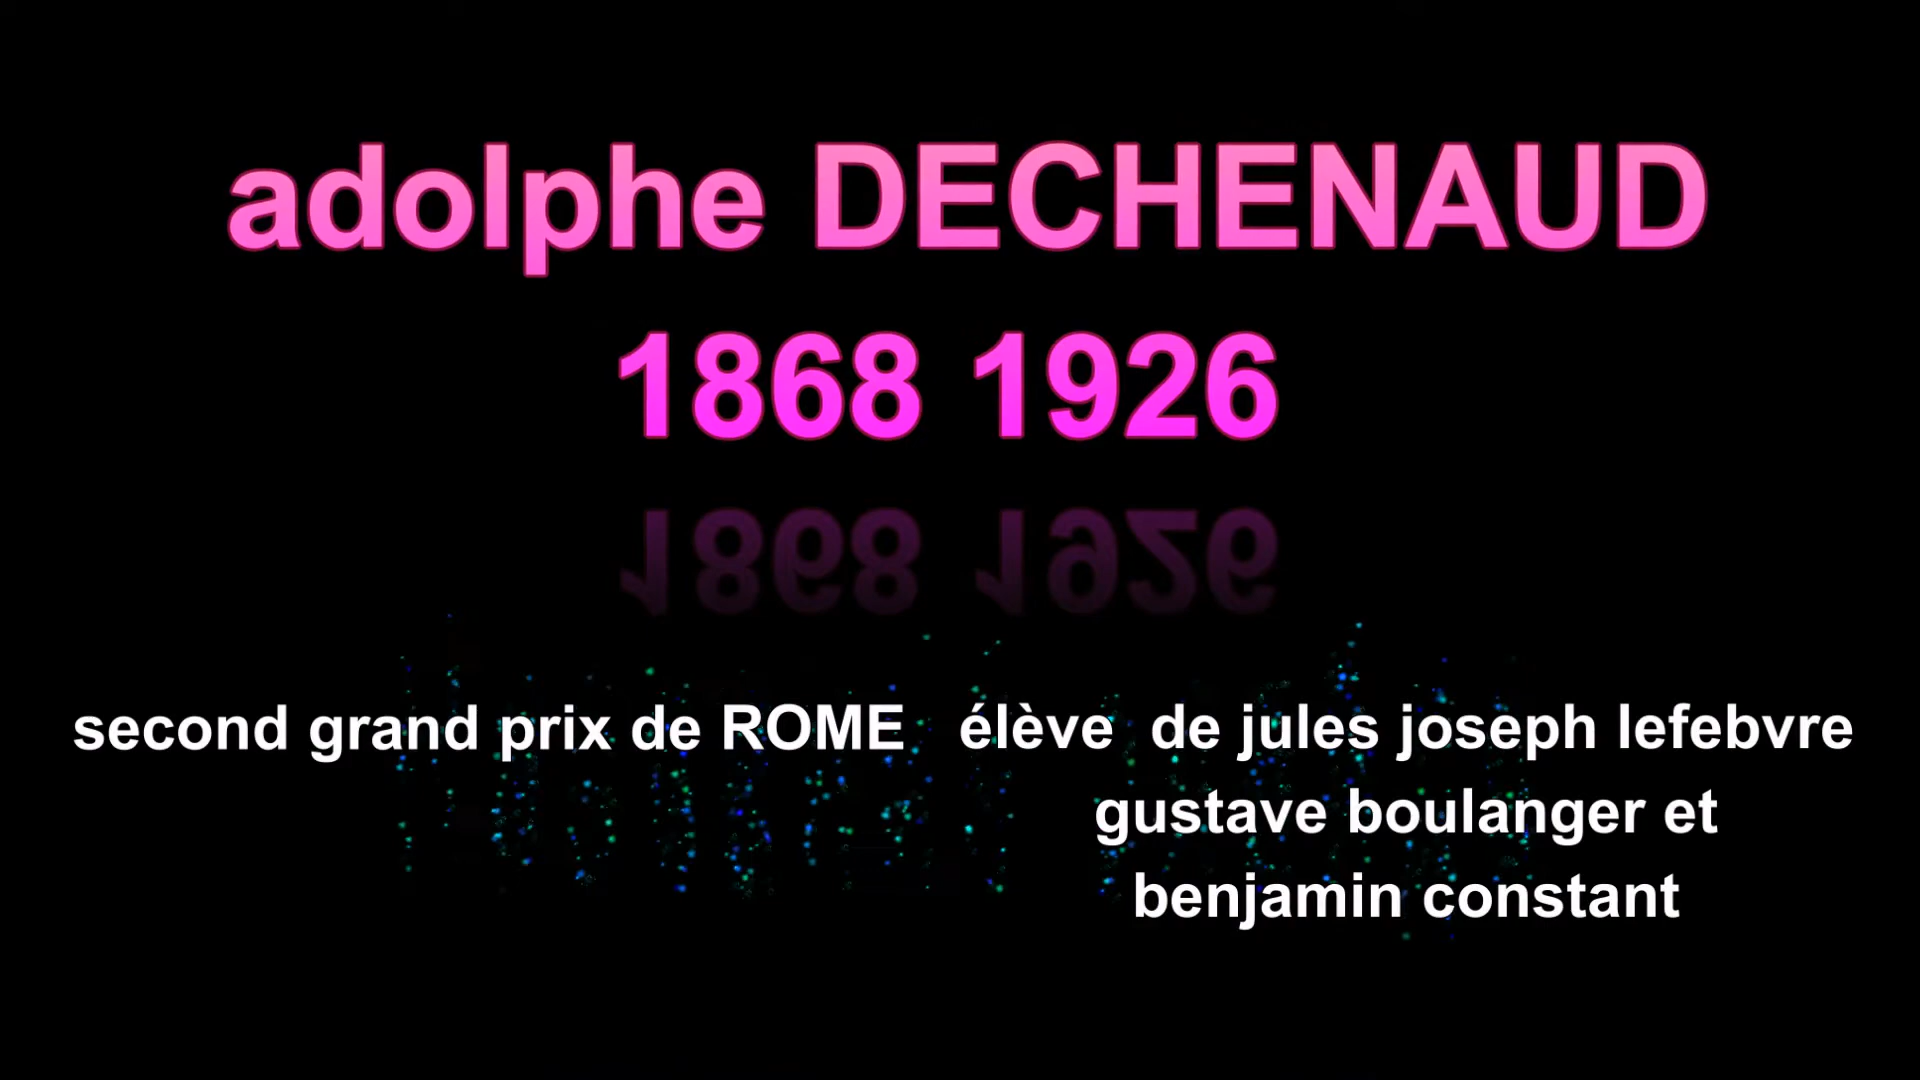 adolphe DECHENAUD
1868 1926
second grand prix de ROME élève de jules joseph lefebvre
gustave boulanger et
benjamin constant